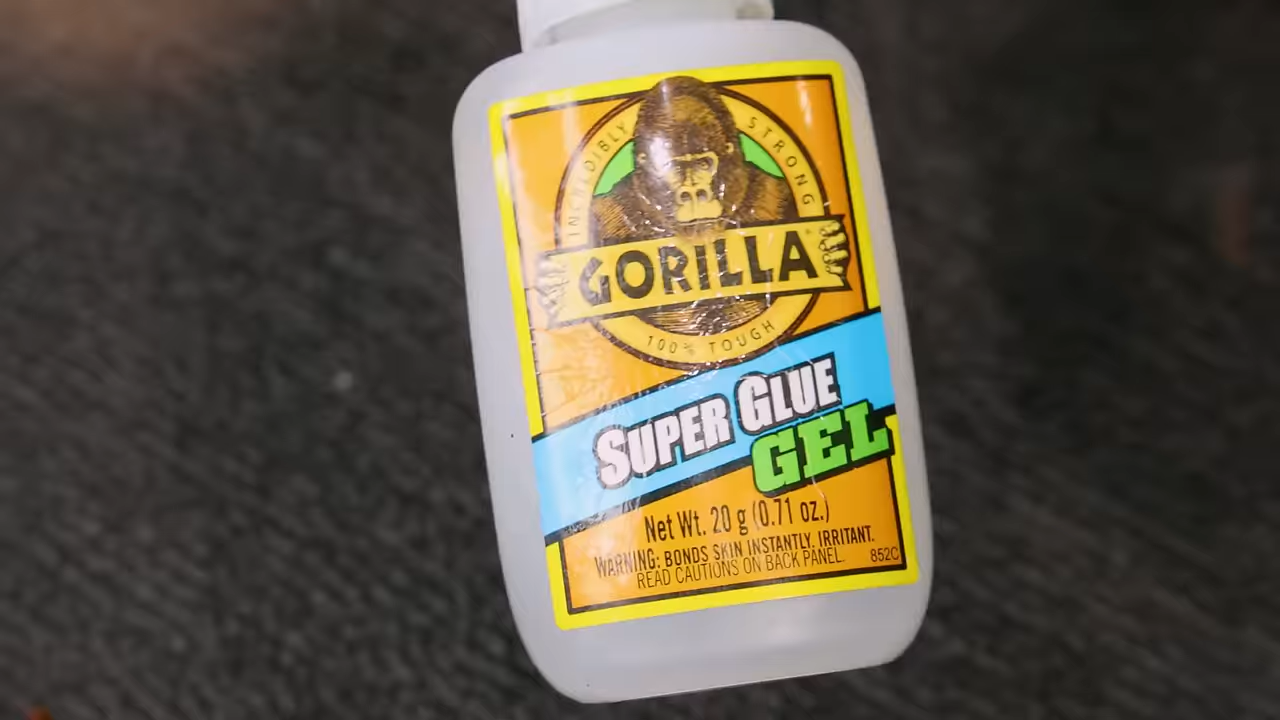 INCREDIBLY STRONG
GORILLA
100% TOUGH
SUPER GLUE
GEL
Net Wt. 20 g (0.71 oz.)
WARNING: BONDS SKIN INSTANTLY. IRRITANT.
READ CAUTIONS ON BACK PANEL.
852C